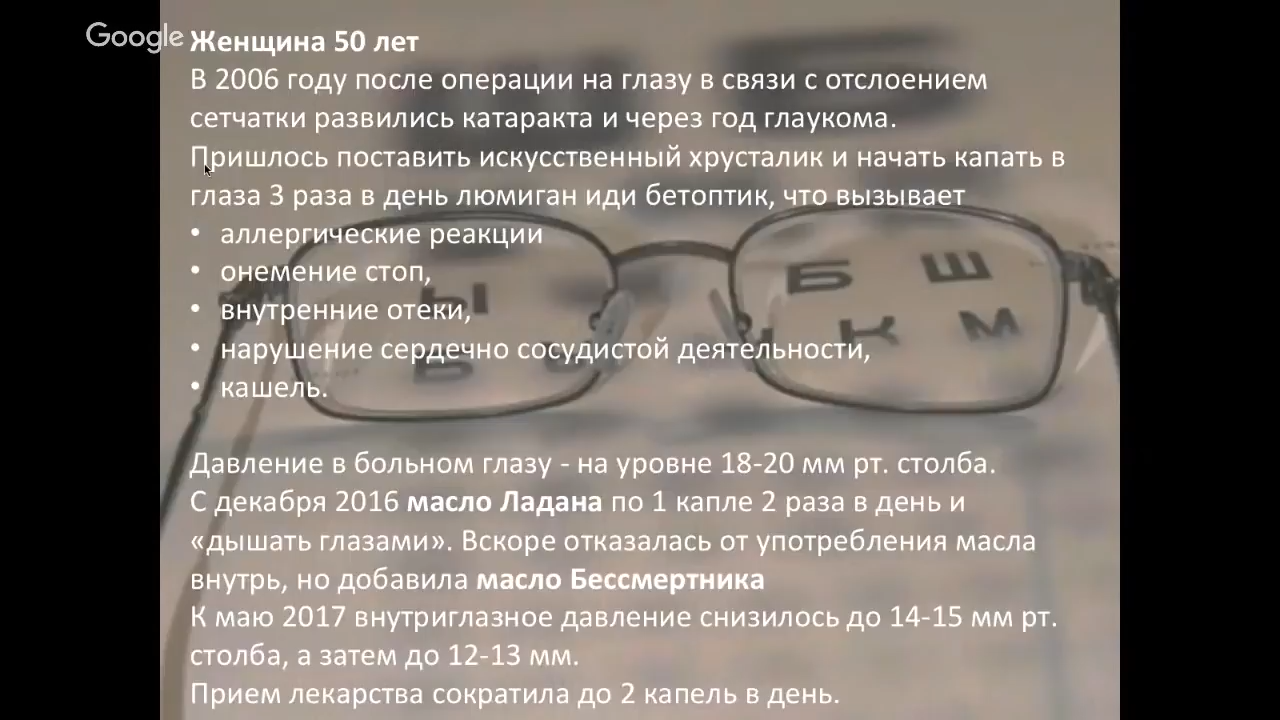 Google
Женщина 50 лет
В 2006 году после операции на глазу в связи с отслоением
сетчатки развились катаракта и через год глаукома.
Пришлось поставить искусственный хрусталик и начать капать в
глаза 3 раза в день люмиган иди бетоптик, что вызывает
• аллергические реакции
• онемение стоп,
• внутренние отеки,
• нарушение сердечно сосудистой деятельности,
• кашель.
Давление в больном глазу - на уровне 18-20 мм рт. столба.
С декабря 2016 масло Ладана по 1 капле 2 раза в день и
«дышать глазами». Вскоре отказалась от употребления масла
внутрь, но добавила масло Бессмертника
К маю 2017 внутриглазное давление снизилось до 14-15 мм рт.
столба, а затем до 12-13 мм.
Прием лекарства сократила до 2 капель в день.
Ы Б Ш
К М